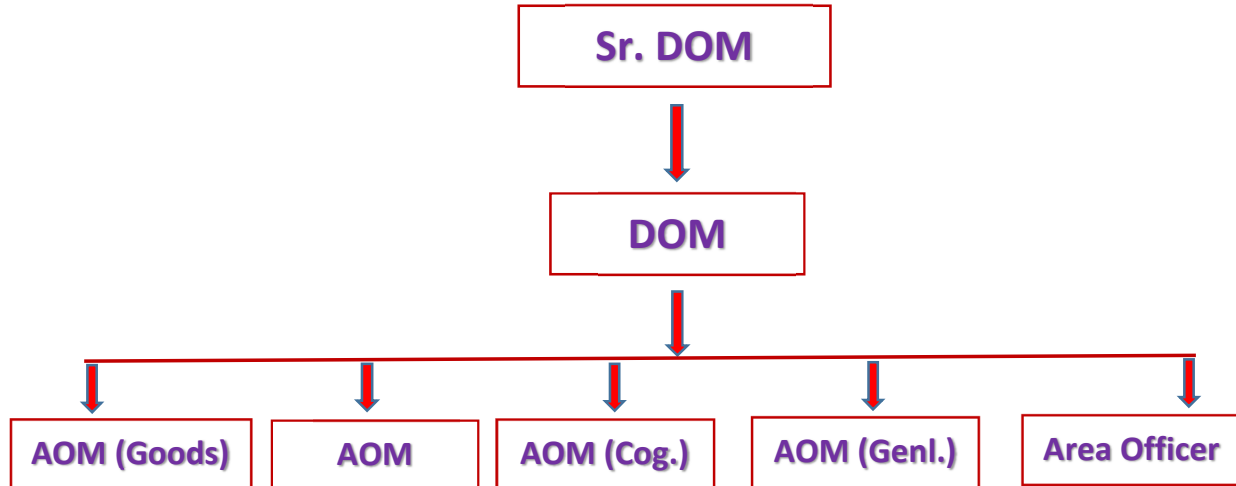 Sr. DOM
DOM
AOM (Goods)
AOM
AOM (Cog.)
AOM (Genl.)
Area Officer